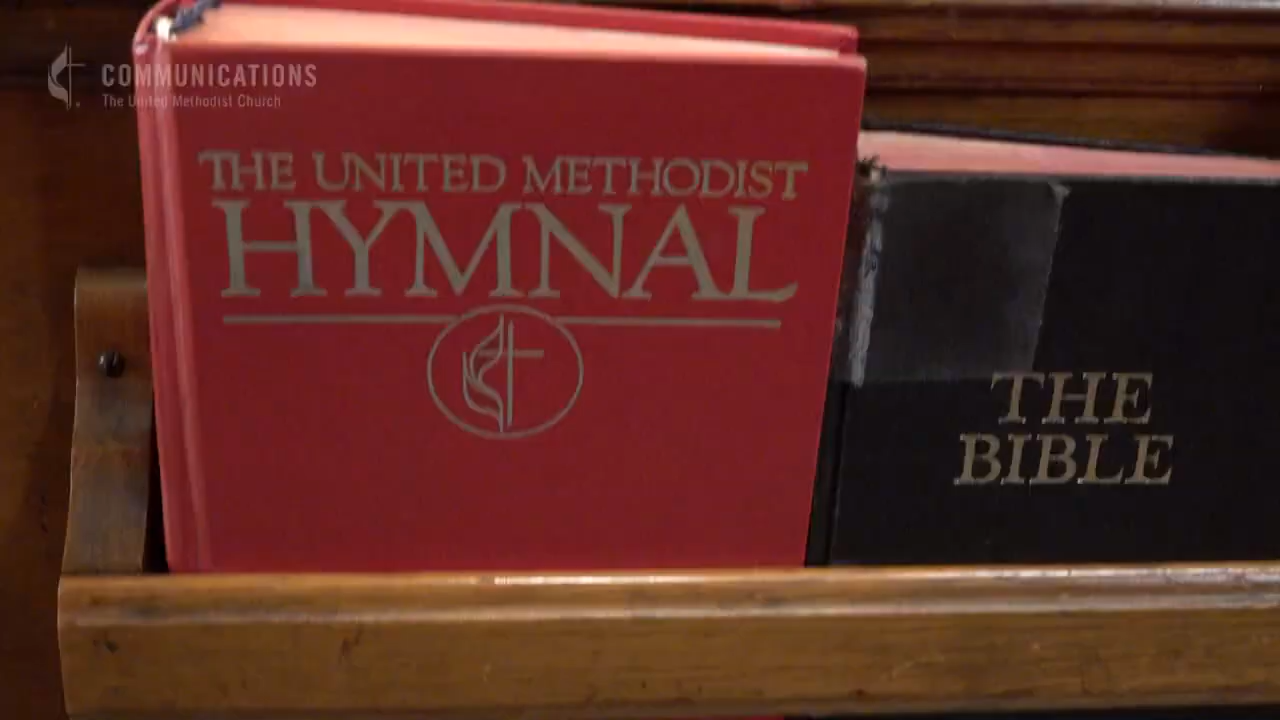 COMMUNICATIONS
The United Methodist Church
THE UNITED METHODIST
HYMNAL
THE
BIBLE